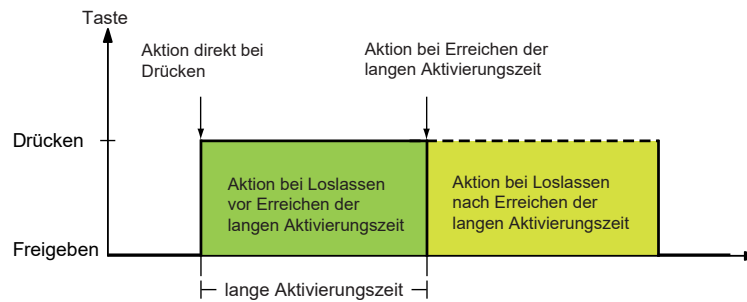 Taste
Aktion direkt bei
Drücken
Aktion bei Erreichen der
langen Aktivierungszeit
Drücken
Aktion bei Loslassen
vor Erreichen der
langen Aktivierungszeit
Aktion bei Loslassen
nach Erreichen der
langen Aktivierungszeit
Freigeben
lange Aktivierungszeit